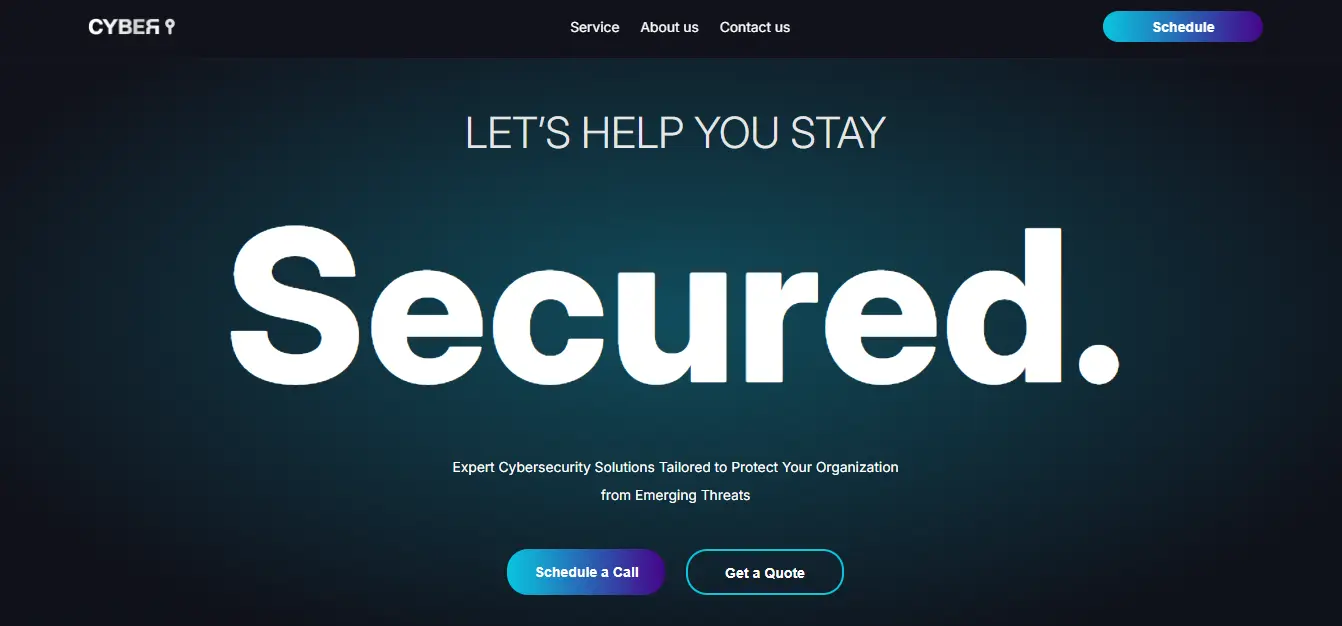 CYBEЯ
Service About us Contact us
Schedule
LET’S HELP YOU STAY
Secured.
Expert Cybersecurity Solutions Tailored to Protect Your Organization
from Emerging Threats
Schedule a Call Get a Quote